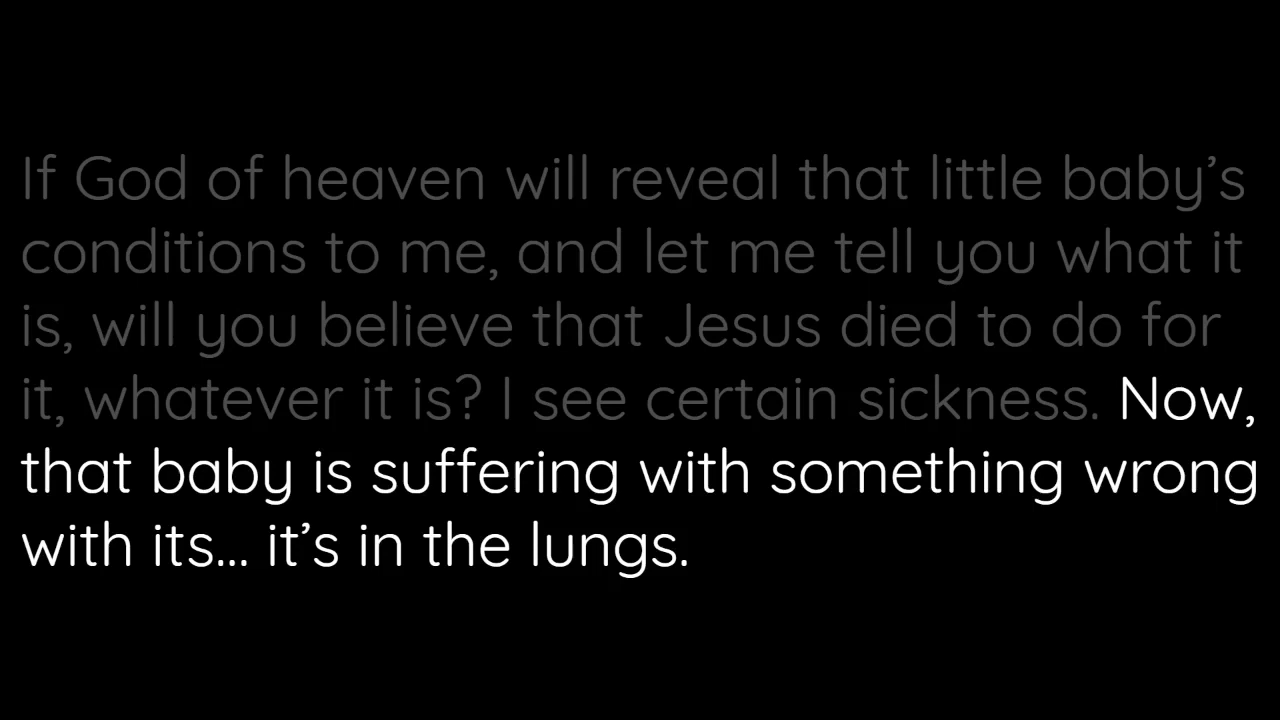 If God of heaven will reveal that little baby’s
conditions to me, and let me tell you what it
is, will you believe that Jesus died to do for
it, whatever it is? I see certain sickness. Now,
that baby is suffering with something wrong
with its... it’s in the lungs.